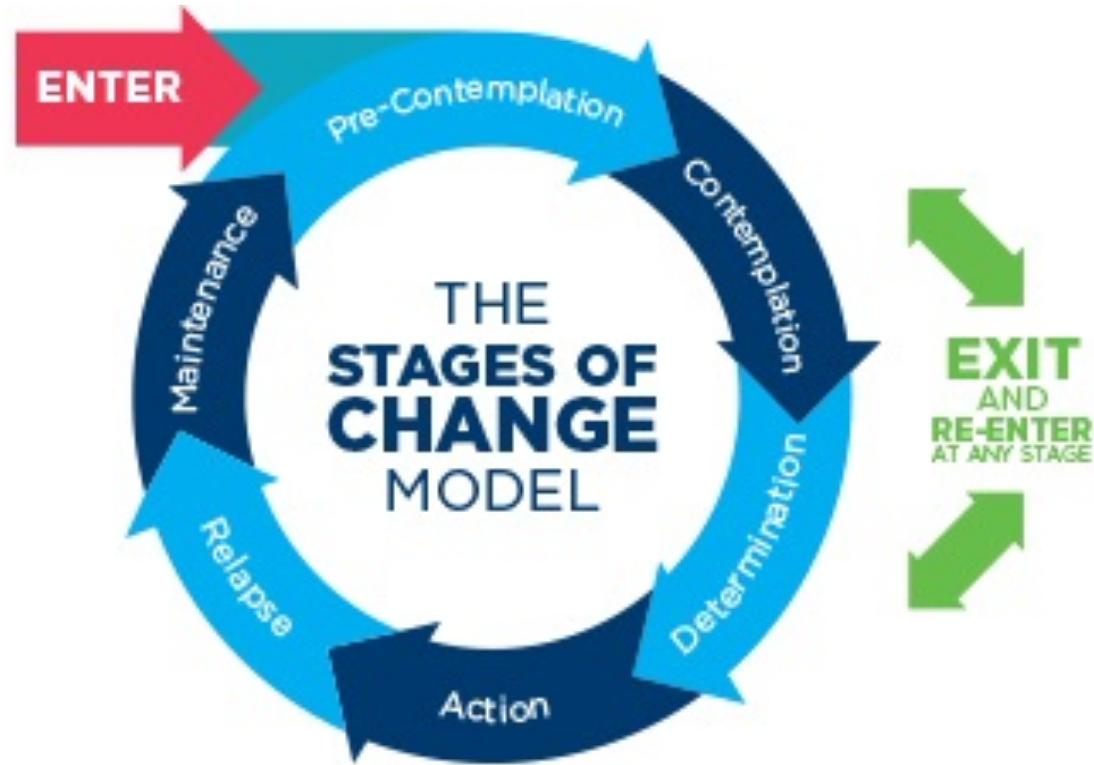 ENTER
Pre-Contemplation
Contemplation
Determination
Action
Relapse
Maintenance
THE
STAGES OF
CHANGE
MODEL
EXIT
AND
RE-ENTER
AT ANY STAGE